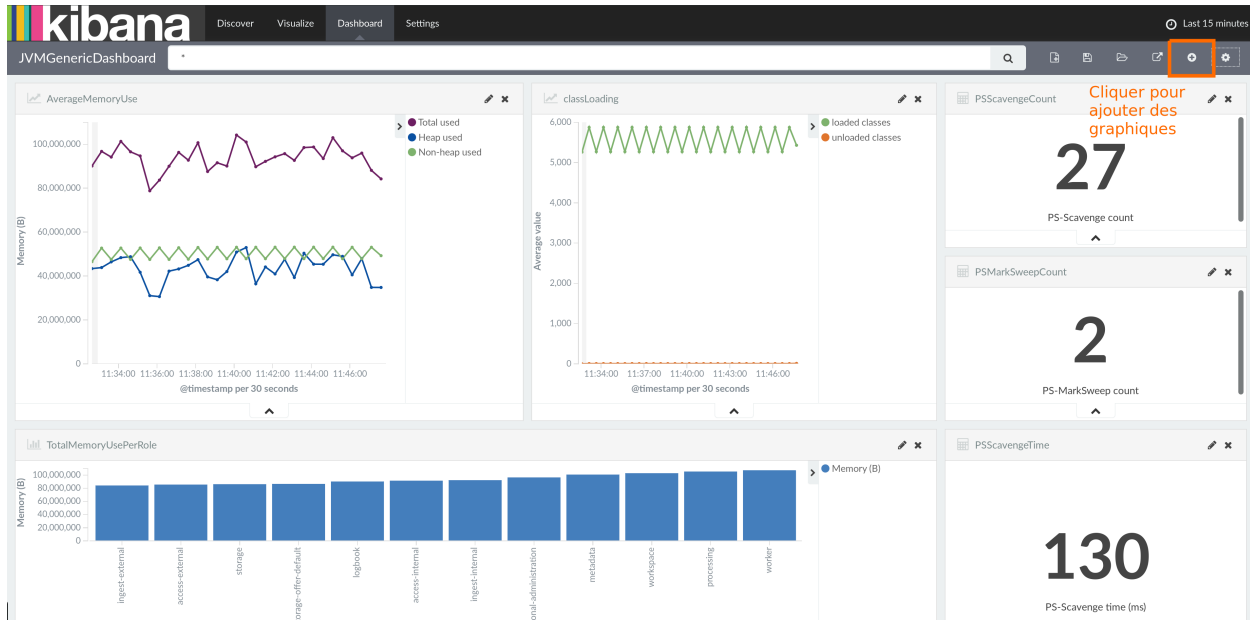 kibana
Discover
Visualize
Dashboard
Settings
Last 15 minutes
JVMGenericDashboard
*
Cliquer pour
ajouter des
graphiques
AverageMemoryUse
Memory (B)
100,000,000
80,000,000
60,000,000
40,000,000
20,000,000
0
11:34:00 11:36:00 11:38:00 11:40:00 11:42:00 11:44:00 11:46:00
@timestamp per 30 seconds
Total used
Heap used
Non-heap used
classLoading
Average value
6,000
5,000
4,000
3,000
2,000
1,000
0
11:34:00 11:37:00 11:40:00 11:43:00 11:46:00
@timestamp per 30 seconds
loaded classes
unloaded classes
PSScavengeCount
27
PS-Scavenge count
PSMarkSweepCount
2
PS-MarkSweep count
TotalMemoryUsePerRole
Memory (B)
100,000,000
80,000,000
60,000,000
40,000,000
20,000,000
0
ingest-external
access-external
storage
orage-offer-default
logbook
access-internal
ingest-internal
onal-administration
metadata
workspace
processing
worker
Memory (B)
PSScavengeTime
130
PS-Scavenge time (ms)